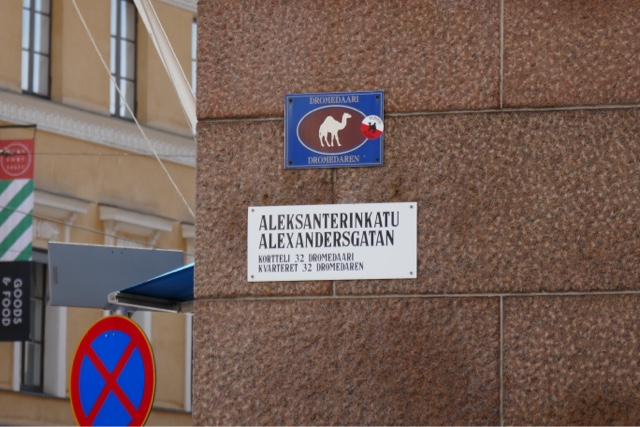 DROMEDAARI
DROMEDAREN
ALEKSANTERINKATU
ALEXANDERSGATAN
KORTTELI 32 DROMEDAARI
KVARTERET 32 DROMEDAREN
GOODS
& FOOD